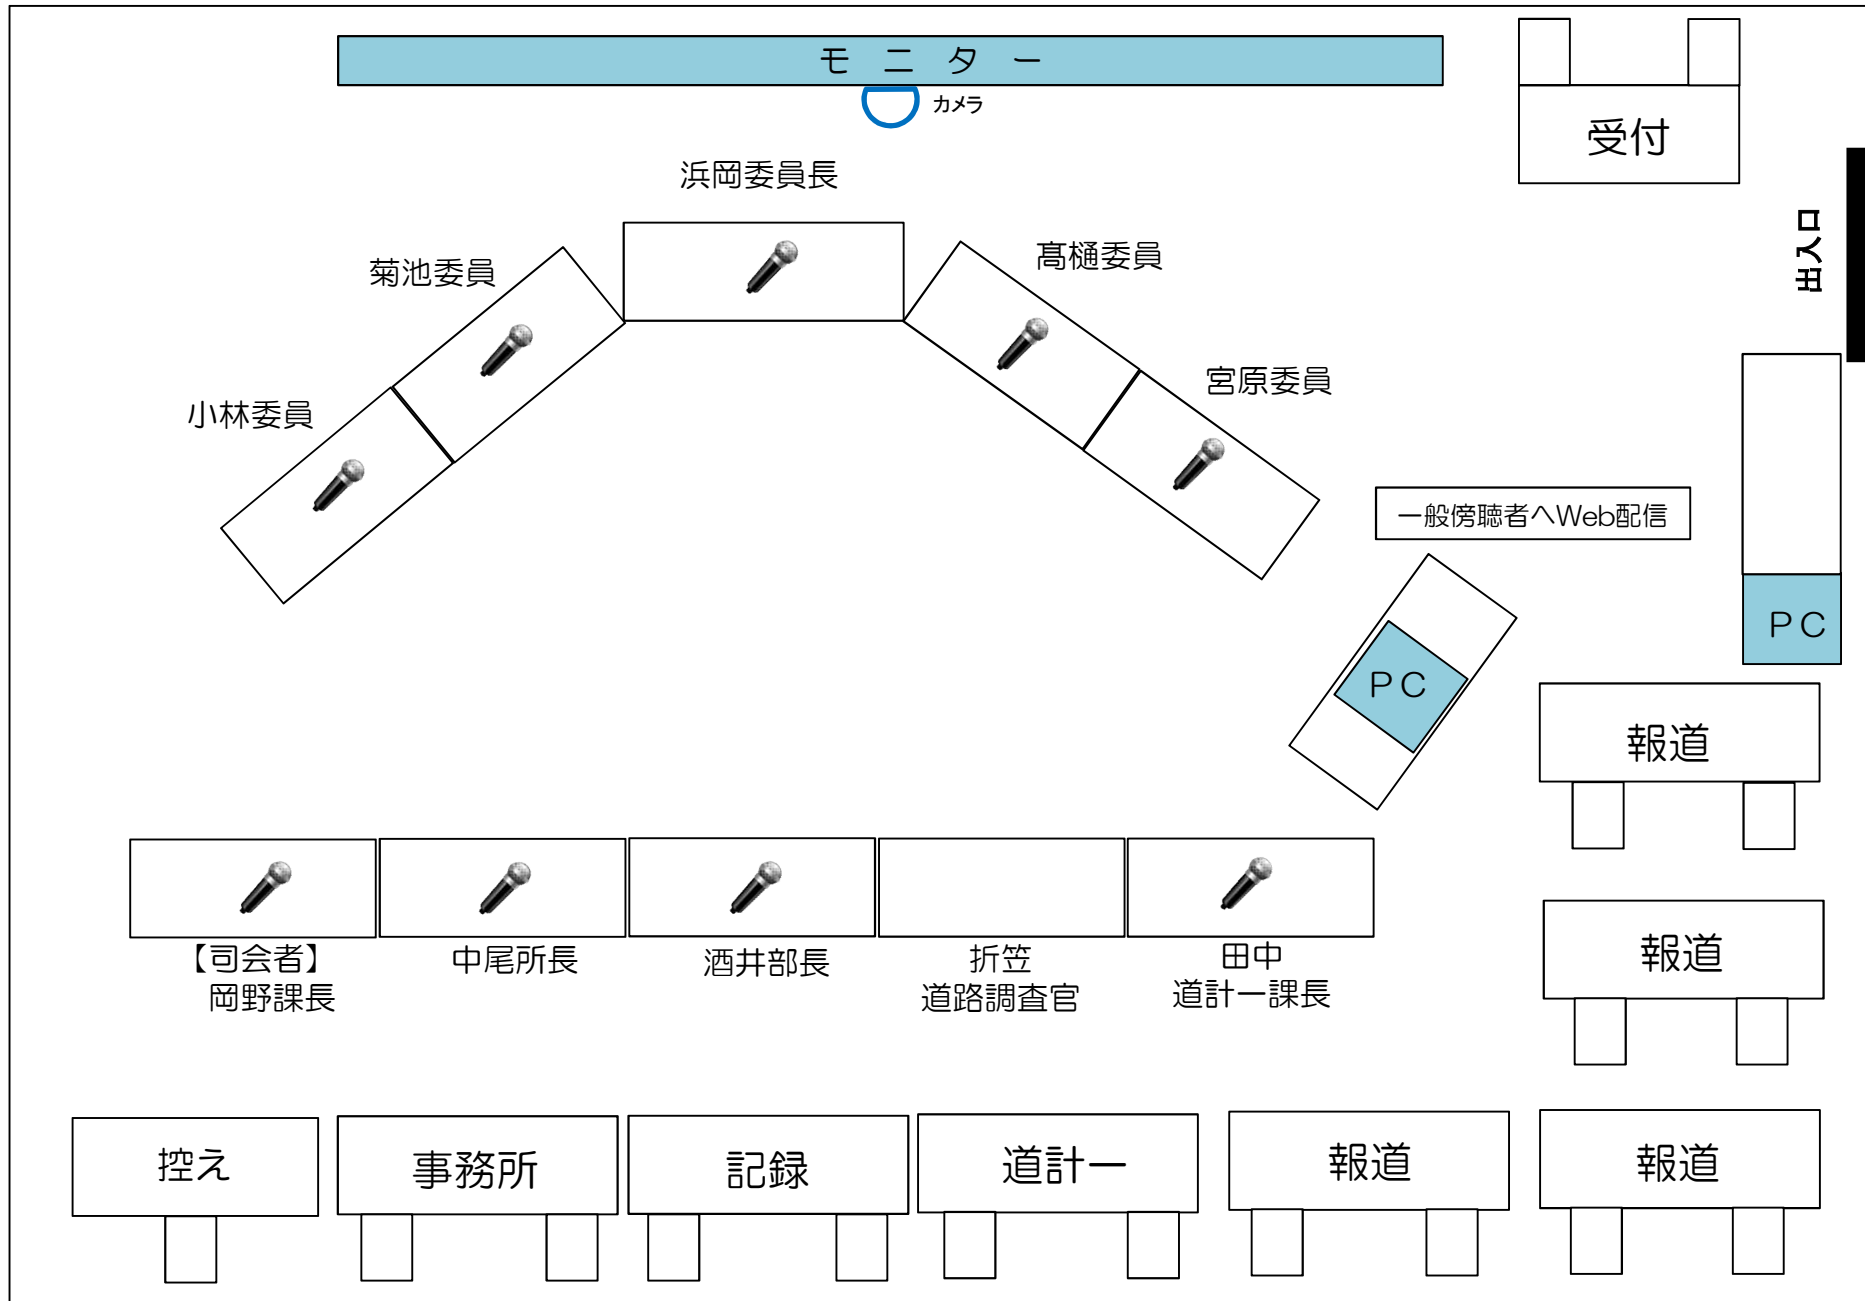 モニター
カメラ
受付
出入口
浜岡委員長
菊池委員
髙樋委員
小林委員
宮原委員
一般傍聴者へWeb配信
ＰＣ
ＰＣ
報道
【司会者】
岡野課長
中尾所長
酒井部長
折笠
道路調査官
田中
道計一課長
報道
控え
事務所
記録
道計一
報道
報道